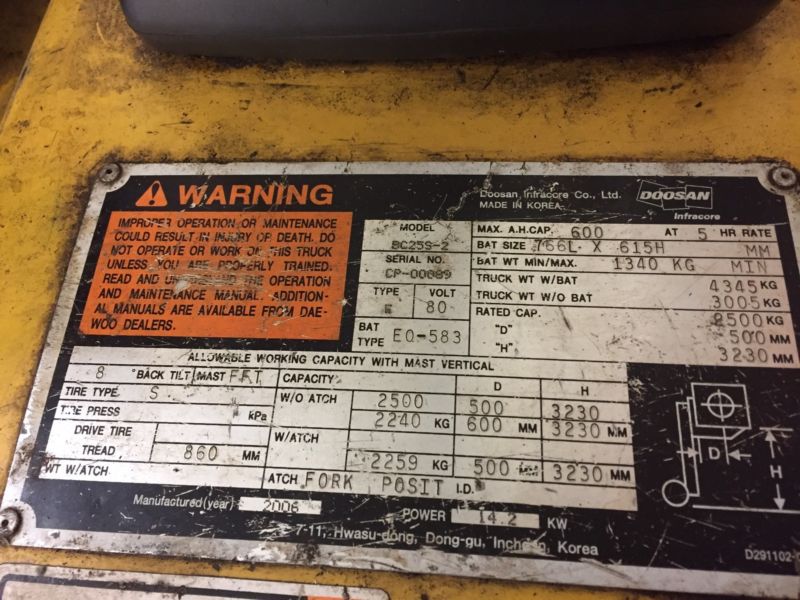 WARNING
IMPROPER OPERATION OR MAINTENANCE
COULD RESULT IN INJURY OR DEATH. DO
NOT OPERATE OR WORK ON THIS TRUCK
UNLESS YOU ARE PROPERLY TRAINED.
READ AND UNDERSTAND THE OPERATION
AND MAINTENANCE MANUAL. ADDITION-
AL MANUALS ARE AVAILABLE FROM DAE-
WOO DEALERS.
Doosan Infracore Co., Ltd.
MADE IN KOREA
DOOSAN
Infracore
MODEL
BC25S-2
SERIAL NO.
CP-00089
TYPE VOLT
E 80
BAT TYPE EQ-583
MAX. A.H.CAP. 600 AT 5 HR RATE
BAT SIZE 766L X 615H MM
BAT WT MIN/MAX. 1340 KG MIN
TRUCK WT W/BAT 4345 KG
TRUCK WT W/O BAT 3005 KG
RATED CAP. 2500 KG
"D" 500 MM
"H" 3230 MM
ALLOWABLE WORKING CAPACITY WITH MAST VERTICAL
8 °BACK TILT MAST FFT CAPACITY D H
TIRE TYPE S
TIRE PRESS kPa
DRIVE TIRE
TREAD 860 MM
WT W/ATCH
W/O ATCH 2500 500 3230
2240 KG 600 MM 3230 MM
W/ATCH
2259 KG 500 MM 3230 MM
ATCH FORK POSIT I.D.
D
H
Manufactured(year) 2006
POWER 14.2 KW
7-11, Hwasu-dong, Dong-gu, Incheon, Korea
D291102-